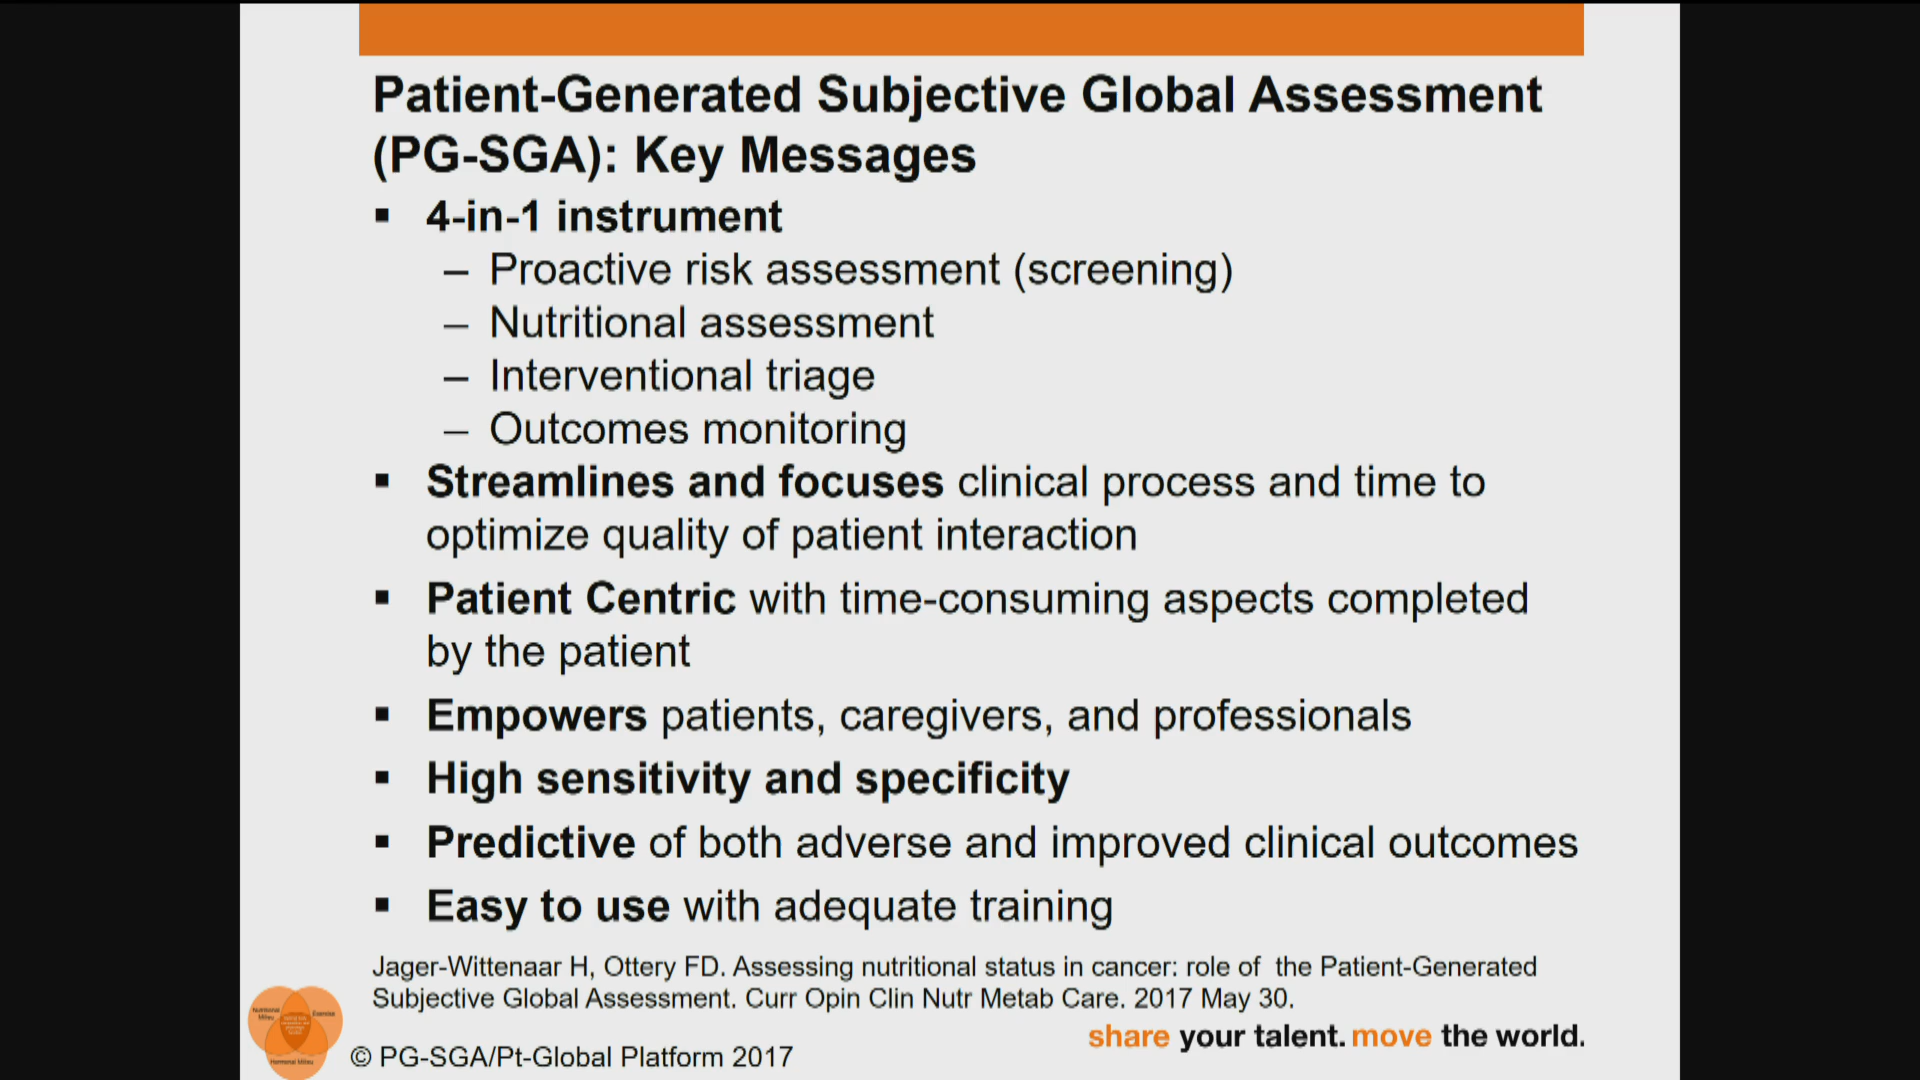 Patient-Generated Subjective Global Assessment
(PG-SGA): Key Messages
▪ 4-in-1 instrument
– Proactive risk assessment (screening)
– Nutritional assessment
– Interventional triage
– Outcomes monitoring
▪ Streamlines and focuses clinical process and time to
optimize quality of patient interaction
▪ Patient Centric with time-consuming aspects completed
by the patient
▪ Empowers patients, caregivers, and professionals
▪ High sensitivity and specificity
▪ Predictive of both adverse and improved clinical outcomes
▪ Easy to use with adequate training
Jager-Wittenaar H, Ottery FD. Assessing nutritional status in cancer: role of the Patient-Generated
Subjective Global Assessment. Curr Opin Clin Nutr Metab Care. 2017 May 30.
Nutritional
Milieu
Exercise
Hormonal Milieu
share your talent. move the world.
© PG-SGA/Pt-Global Platform 2017